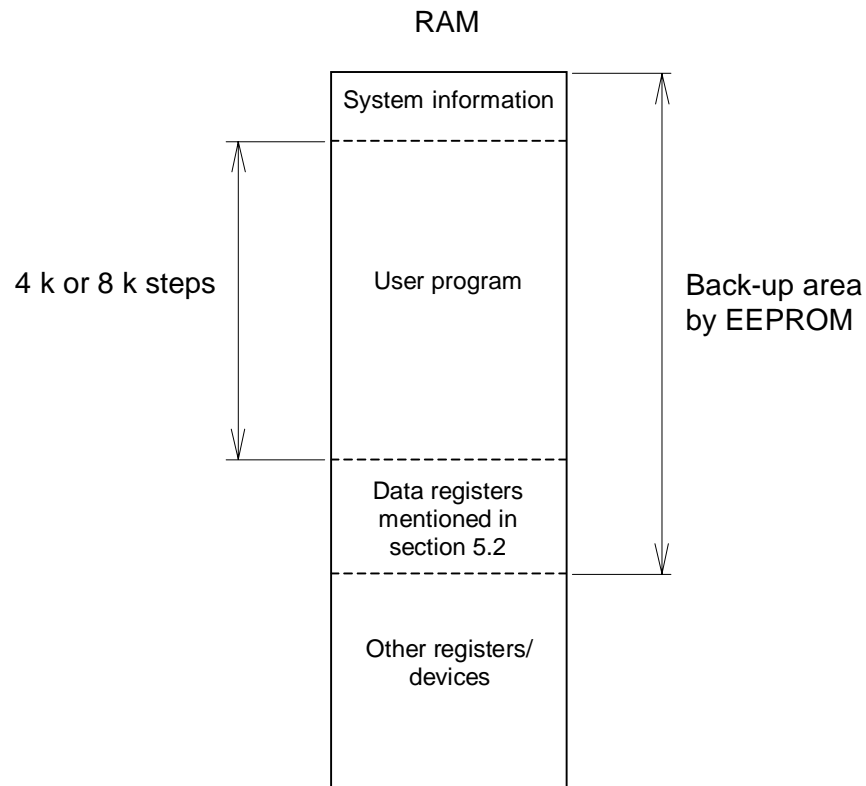 RAM
System information
4 k or 8 k steps
User program
Back-up area
by EEPROM
Data registers
mentioned in
section 5.2
Other registers/
devices